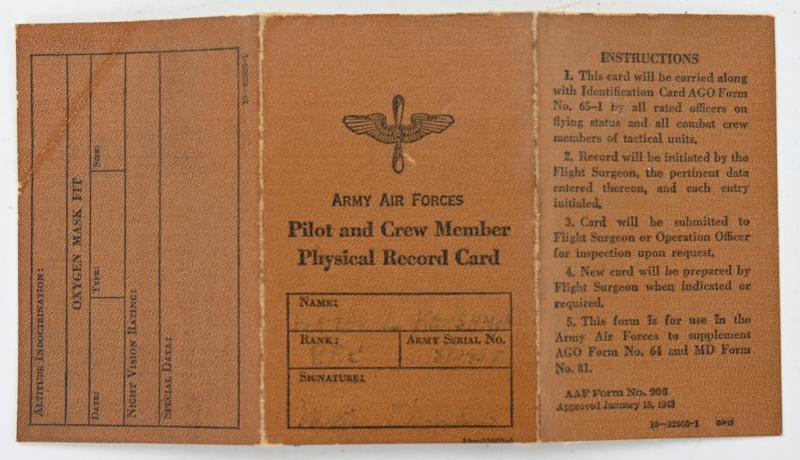 ALTITUDE INDOCTRINATION:
OXYGEN MASK FIT
DATE: TYPE: SIZE:
NIGHT VISION RATING:
SPECIAL DATA:
ARMY AIR FORCES
Pilot and Crew Member
Physical Record Card
NAME:
RANK: ARMY SERIAL NO.
SIGNATURE:
INSTRUCTIONS
1. This card will be carried along
with Identification Card AGO Form
No. 65-1 by all rated officers on
flying status and all combat crew
members of tactical units.
2. Record will be initiated by the
Flight Surgeon, the pertinent data
entered thereon, and each entry
initialed.
3. Card will be submitted to
Flight Surgeon or Operation Officer
for inspection upon request.
4. New card will be prepared by
Flight Surgeon when indicated or
required.
5. This form is for use in the
Army Air Forces to supplement
AGO Form No. 64 and MD Form
No. 81.
AAF Form No. 206
Approved January 18, 1943
GPO